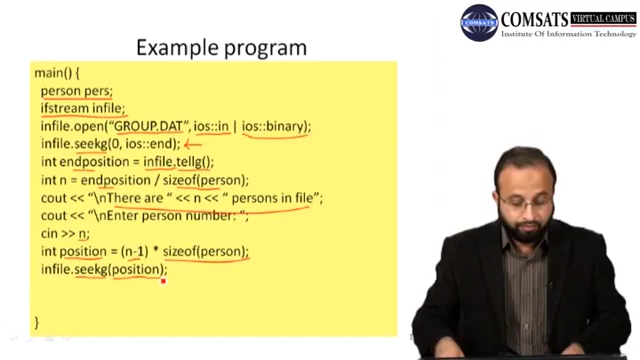 COMSATS VIRTUAL CAMPUS
Institute Of Information Technology
Example program
main() {
person pers;
ifstream infile;
infile.open("GROUP.DAT", ios::in | ios::binary);
infile.seekg(0, ios::end);
int endposition = infile.tellg();
int n = endposition / sizeof(person);
cout << "\nThere are " << n << " persons in file";
cout << "\nEnter person number: ";
cin >> n;
int position = (n-1) * sizeof(person);
infile.seekg(position);
}